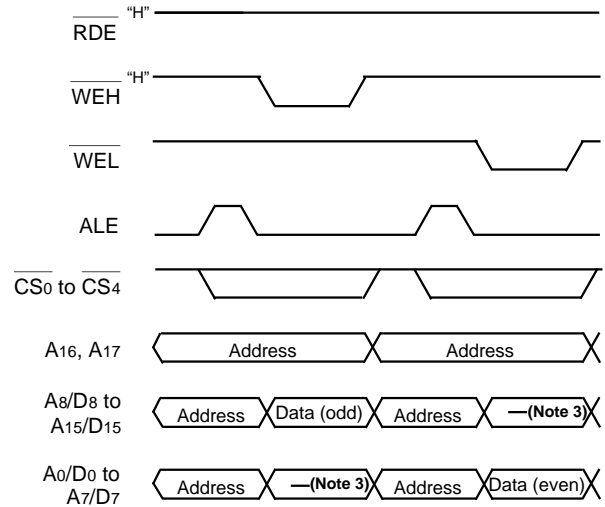 RDE "H"
WEH "H"
WEL
ALE
CS0 to CS4
A16, A17 Address Address
A8/D8 to
A15/D15 Address Data (odd) Address —(Note 3)
A0/D0 to
A7/D7 Address —(Note 3) Address Data (even)